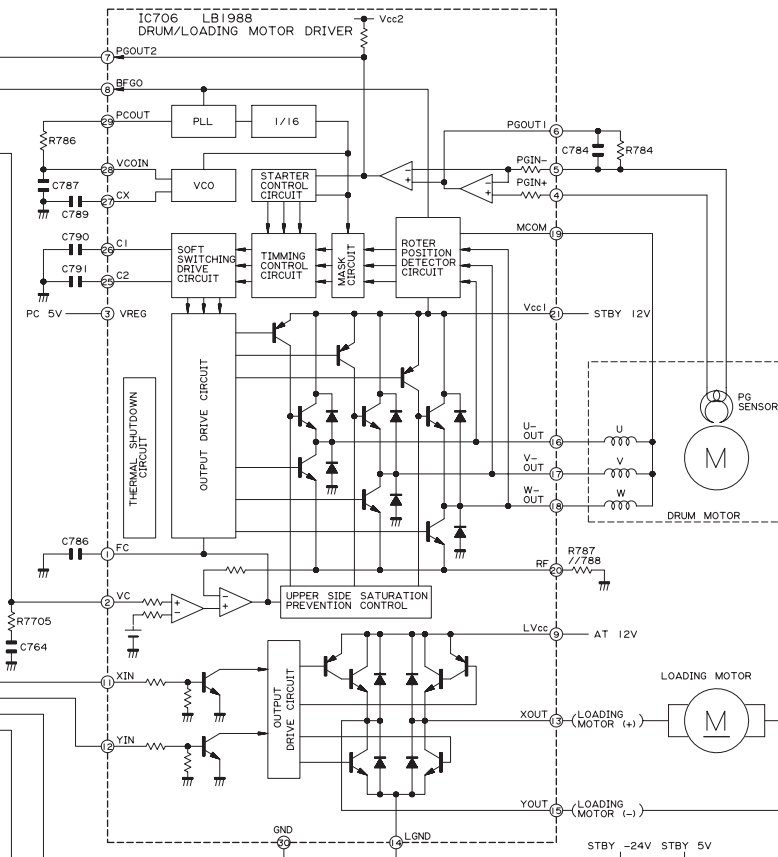 IC706 LB1988
DRUM/LOADING MOTOR DRIVER
Vcc2
7 PGOUT2
8 BFGO
29 PCOUT
PLL
1/16
PGOUT1 6
R786
C784
R784
28 VCOIN
VCO
STARTER
CONTROL
CIRCUIT
PGIN- 5
PGIN+ 4
C787
27 CX
C789
MCOM 19
C790
26 C1
C791
25 C2
SOFT
SWITCHING
DRIVE
CIRCUIT
TIMMING
CONTROL
CIRCUIT
MASK
CIRCUIT
ROTER
POSITION
DETECTOR
CIRCUIT
PC 5V
3 VREG
Vcc1 21
STBY 12V
THERMAL SHUTDOWN
CIRCUIT
OUTPUT DRIVE CIRCUIT
PG
SENSOR
U-
OUT 16
U
V-
OUT 17
V
W-
OUT 18
W
M
DRUM MOTOR
C786
1 FC
RF 20
R787
//788
UPPER SIDE SATURATION
PREVENTION CONTROL
2 VC
R7705
C764
LVcc 9
AT 12V
11 XIN
OUTPUT
DRIVE CIRCUIT
LOADING MOTOR
XOUT 13
(LOADING
MOTOR (+) )
M
12 YIN
YOUT 15
(LOADING
MOTOR (-) )
GND
30
LGND
14
STBY -24V STBY 5V